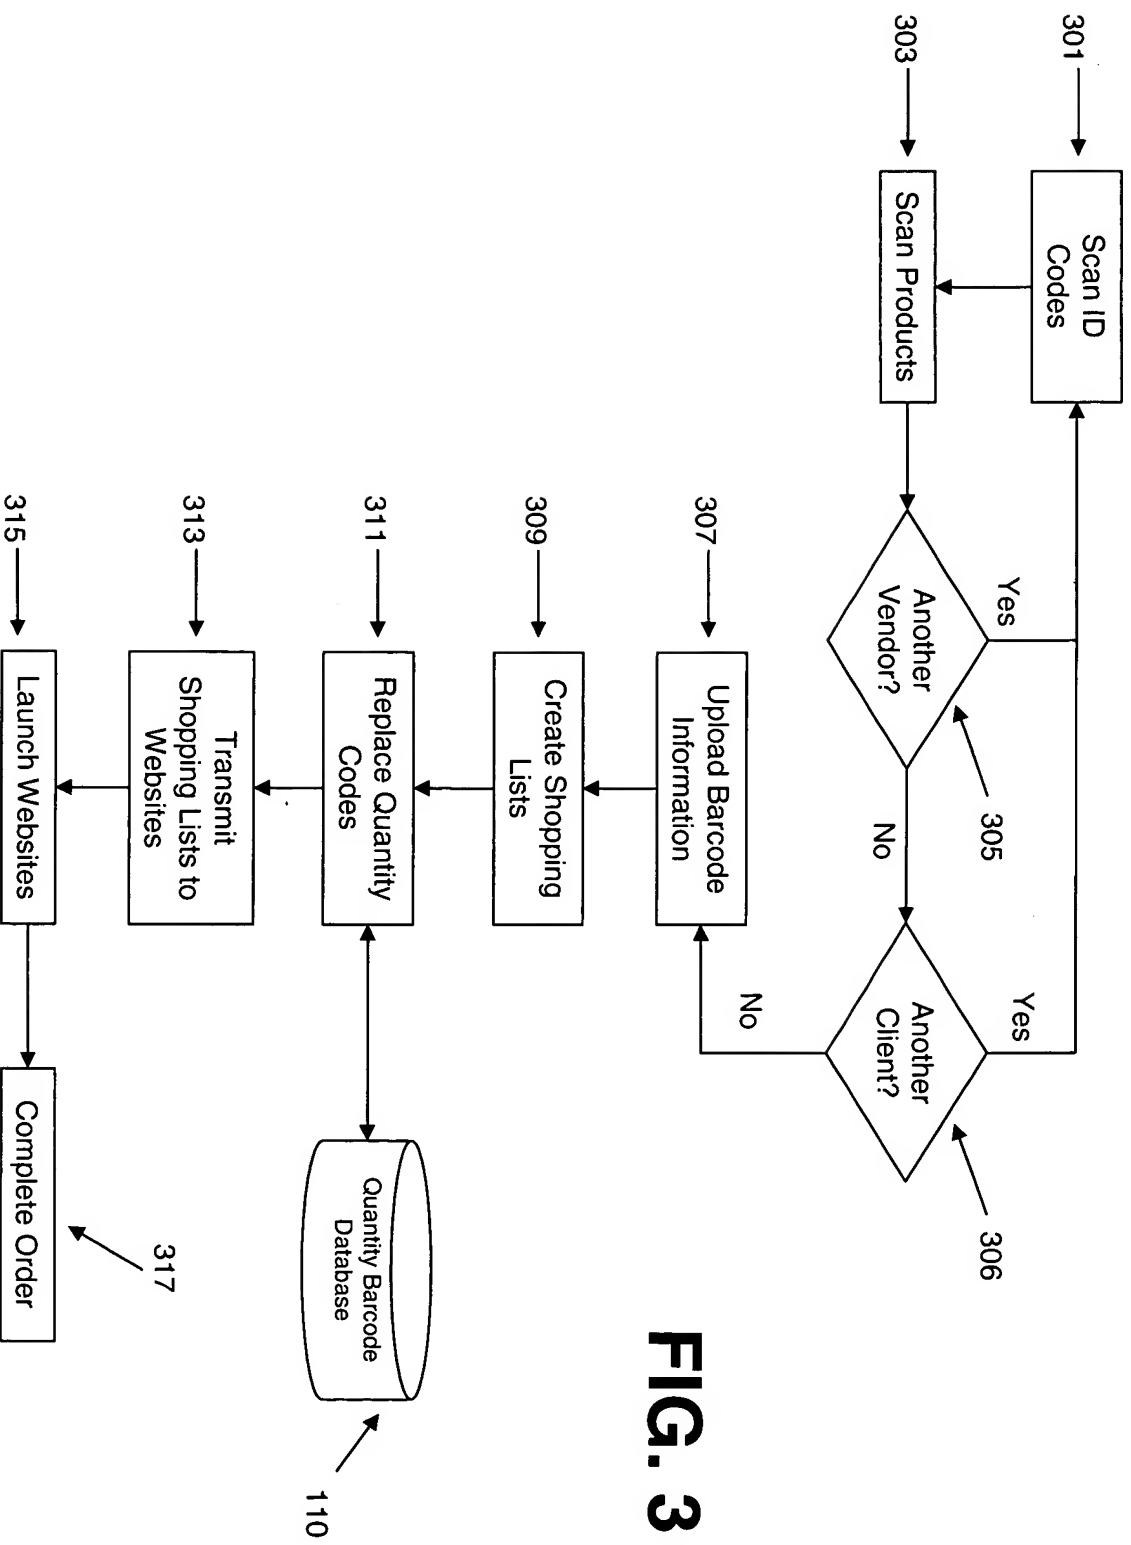 301
Scan ID
Codes
303
Scan Products
Yes
Another
Vendor?
305
No
Yes
Another
Client?
306
No
307
Upload Barcode
Information
309
Create Shopping
Lists
311
Replace Quantity
Codes
Quantity Barcode
Database
110
313
Transmit
Shopping Lists to
Websites
315
Launch Websites
Complete Order
317
FIG. 3